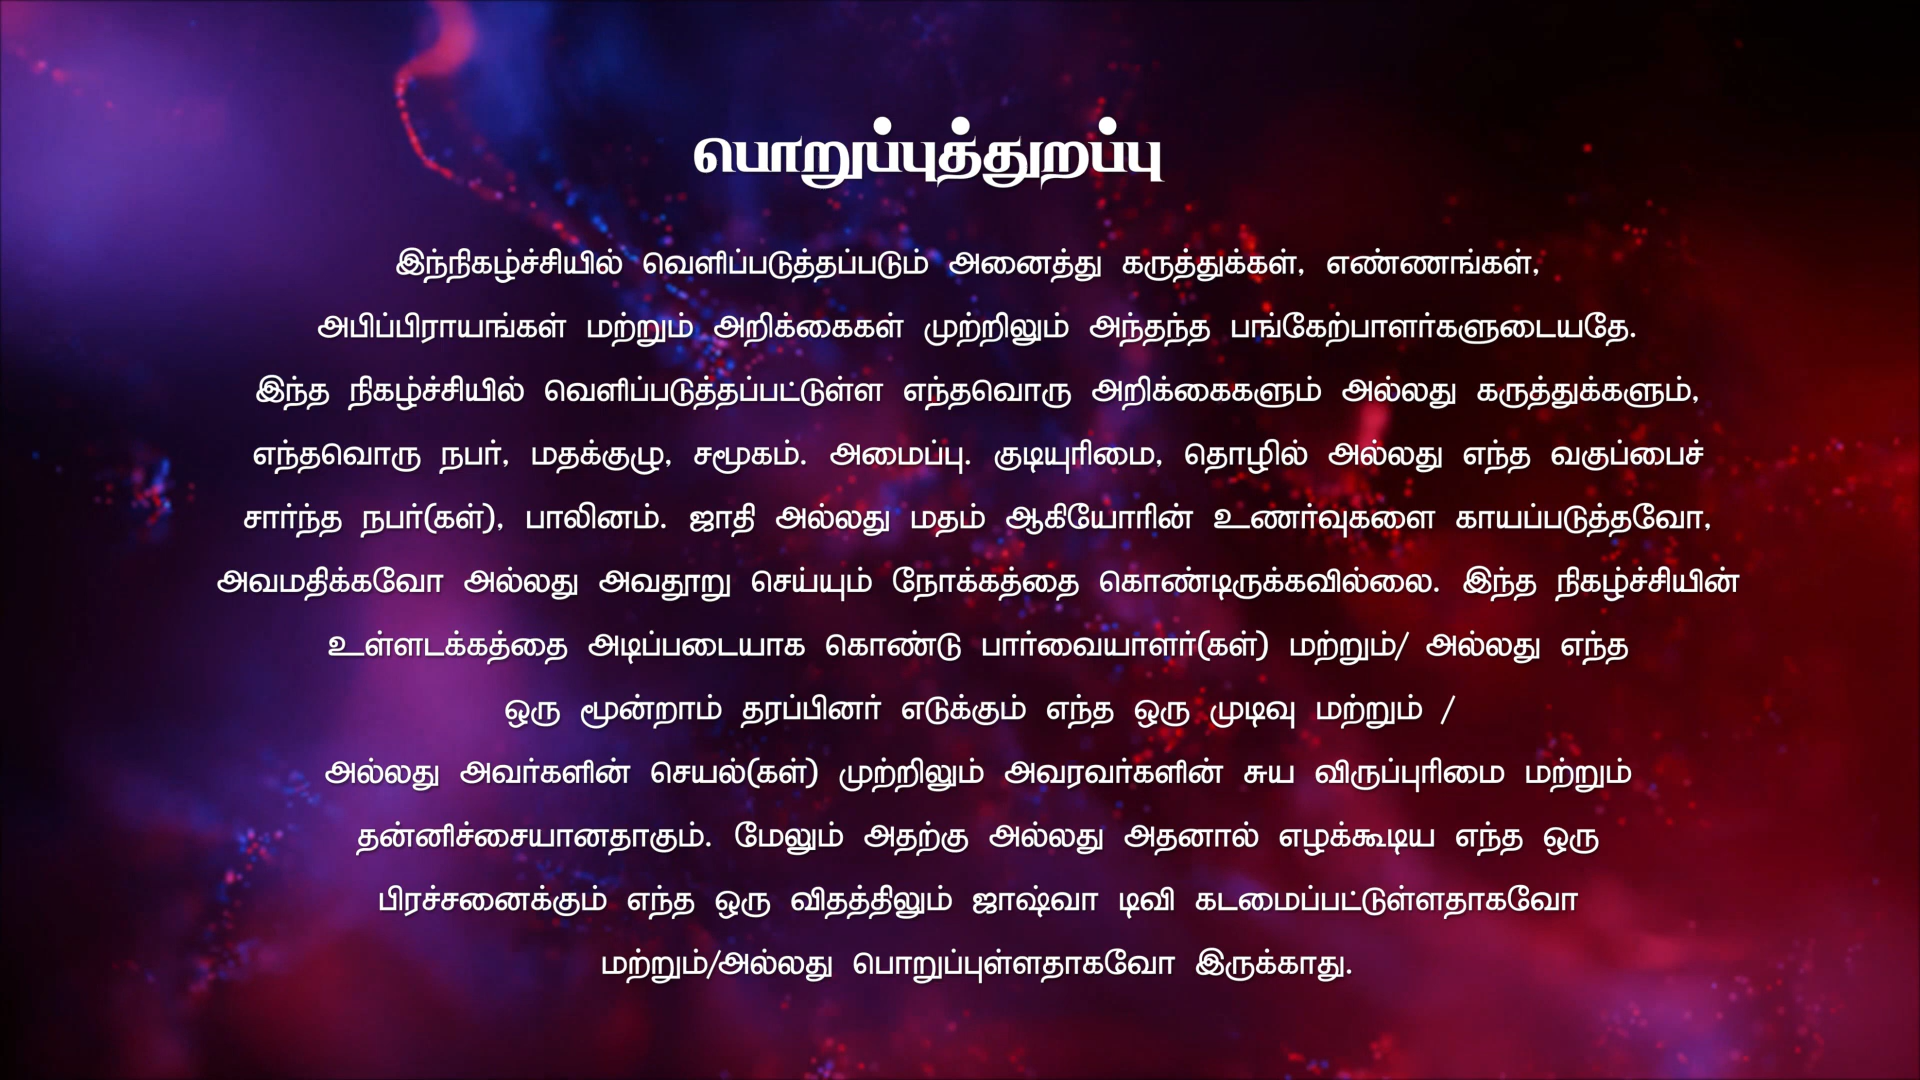 பொறுப்புத்துறப்பு
இந்நிகழ்ச்சியில் வெளிப்படுத்தப்படும் அனைத்து கருத்துக்கள், எண்ணங்கள்,
அபிப்பிராயங்கள் மற்றும் அறிக்கைகள் முற்றிலும் அந்தந்த பங்கேற்பாளர்களுடையதே.
இந்த நிகழ்ச்சியில் வெளிப்படுத்தப்பட்டுள்ள எந்தவொரு அறிக்கைகளும் அல்லது கருத்துக்களும்,
எந்தவொரு நபர், மதக்குழு, சமூகம். அமைப்பு. குடியுரிமை, தொழில் அல்லது எந்த வகுப்பைச்
சார்ந்த நபர்(கள்), பாலினம். ஜாதி அல்லது மதம் ஆகியோரின் உணர்வுகளை காயப்படுத்தவோ,
அவமதிக்கவோ அல்லது அவதூறு செய்யும் நோக்கத்தை கொண்டிருக்கவில்லை. இந்த நிகழ்ச்சியின்
உள்ளடக்கத்தை அடிப்படையாக கொண்டு பார்வையாளர்(கள்) மற்றும்/ அல்லது எந்த
ஒரு மூன்றாம் தரப்பினர் எடுக்கும் எந்த ஒரு முடிவு மற்றும் /
அல்லது அவர்களின் செயல்(கள்) முற்றிலும் அவரவர்களின் சுய விருப்புரிமை மற்றும்
தன்னிச்சையானதாகும். மேலும் அதற்கு அல்லது அதனால் எழக்கூடிய எந்த ஒரு
பிரச்சனைக்கும் எந்த ஒரு விதத்திலும் ஜாஷ்வா டிவி கடமைப்பட்டுள்ளதாகவோ
மற்றும்/அல்லது பொறுப்புள்ளதாகவோ இருக்காது.